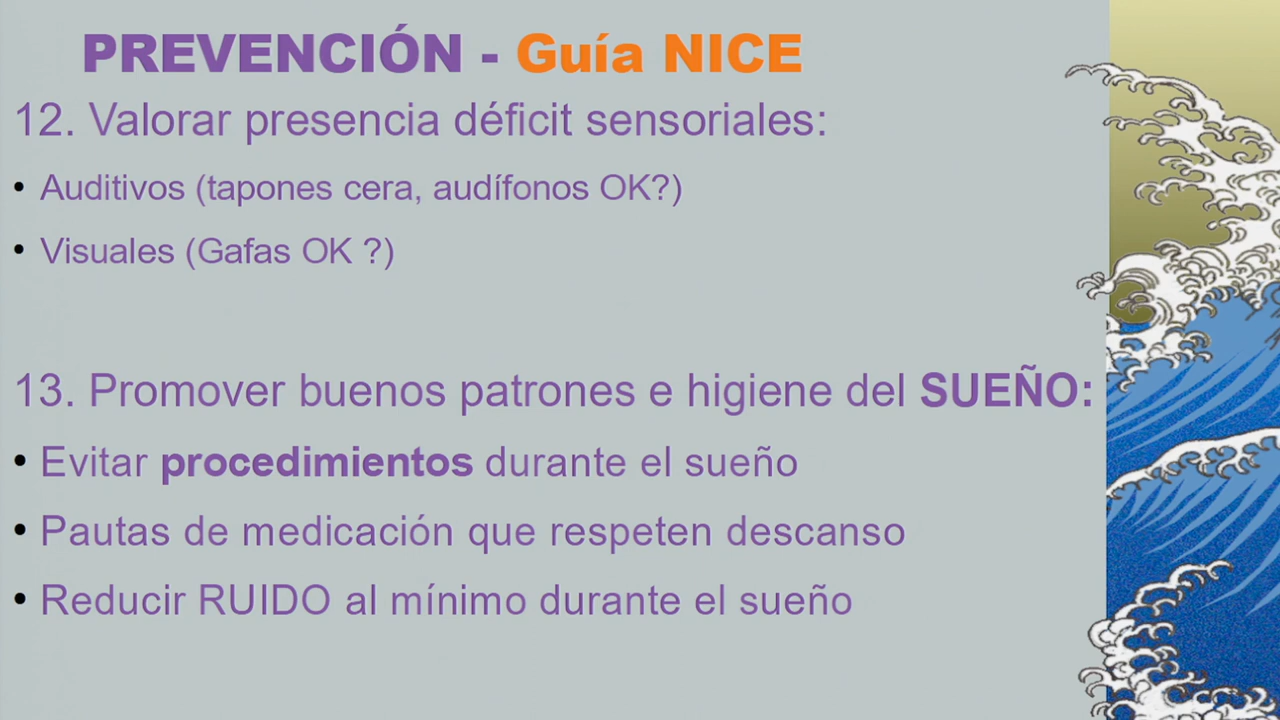 PREVENCIÓN - Guía NICE
12. Valorar presencia déficit sensoriales:
• Auditivos (tapones cera, audífonos OK?)
• Visuales (Gafas OK ?)
13. Promover buenos patrones e higiene del SUEÑO:
• Evitar procedimientos durante el sueño
• Pautas de medicación que respeten descanso
• Reducir RUIDO al mínimo durante el sueño